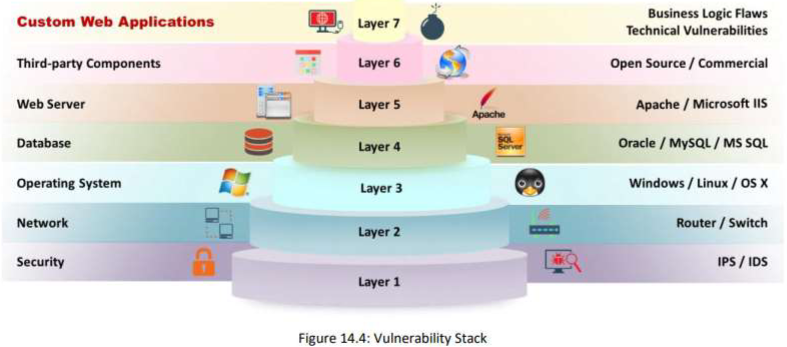 Custom Web Applications
Layer 7
Business Logic Flaws
Technical Vulnerabilities
Third-party Components
Layer 6
Open Source / Commercial
Web Server
Layer 5
Apache
Apache / Microsoft IIS
Database
Layer 4
SQL
Server
Oracle / MySQL / MS SQL
Operating System
Layer 3
Windows / Linux / OS X
Network
Layer 2
Router / Switch
Security
Layer 1
IPS / IDS
Figure 14.4: Vulnerability Stack